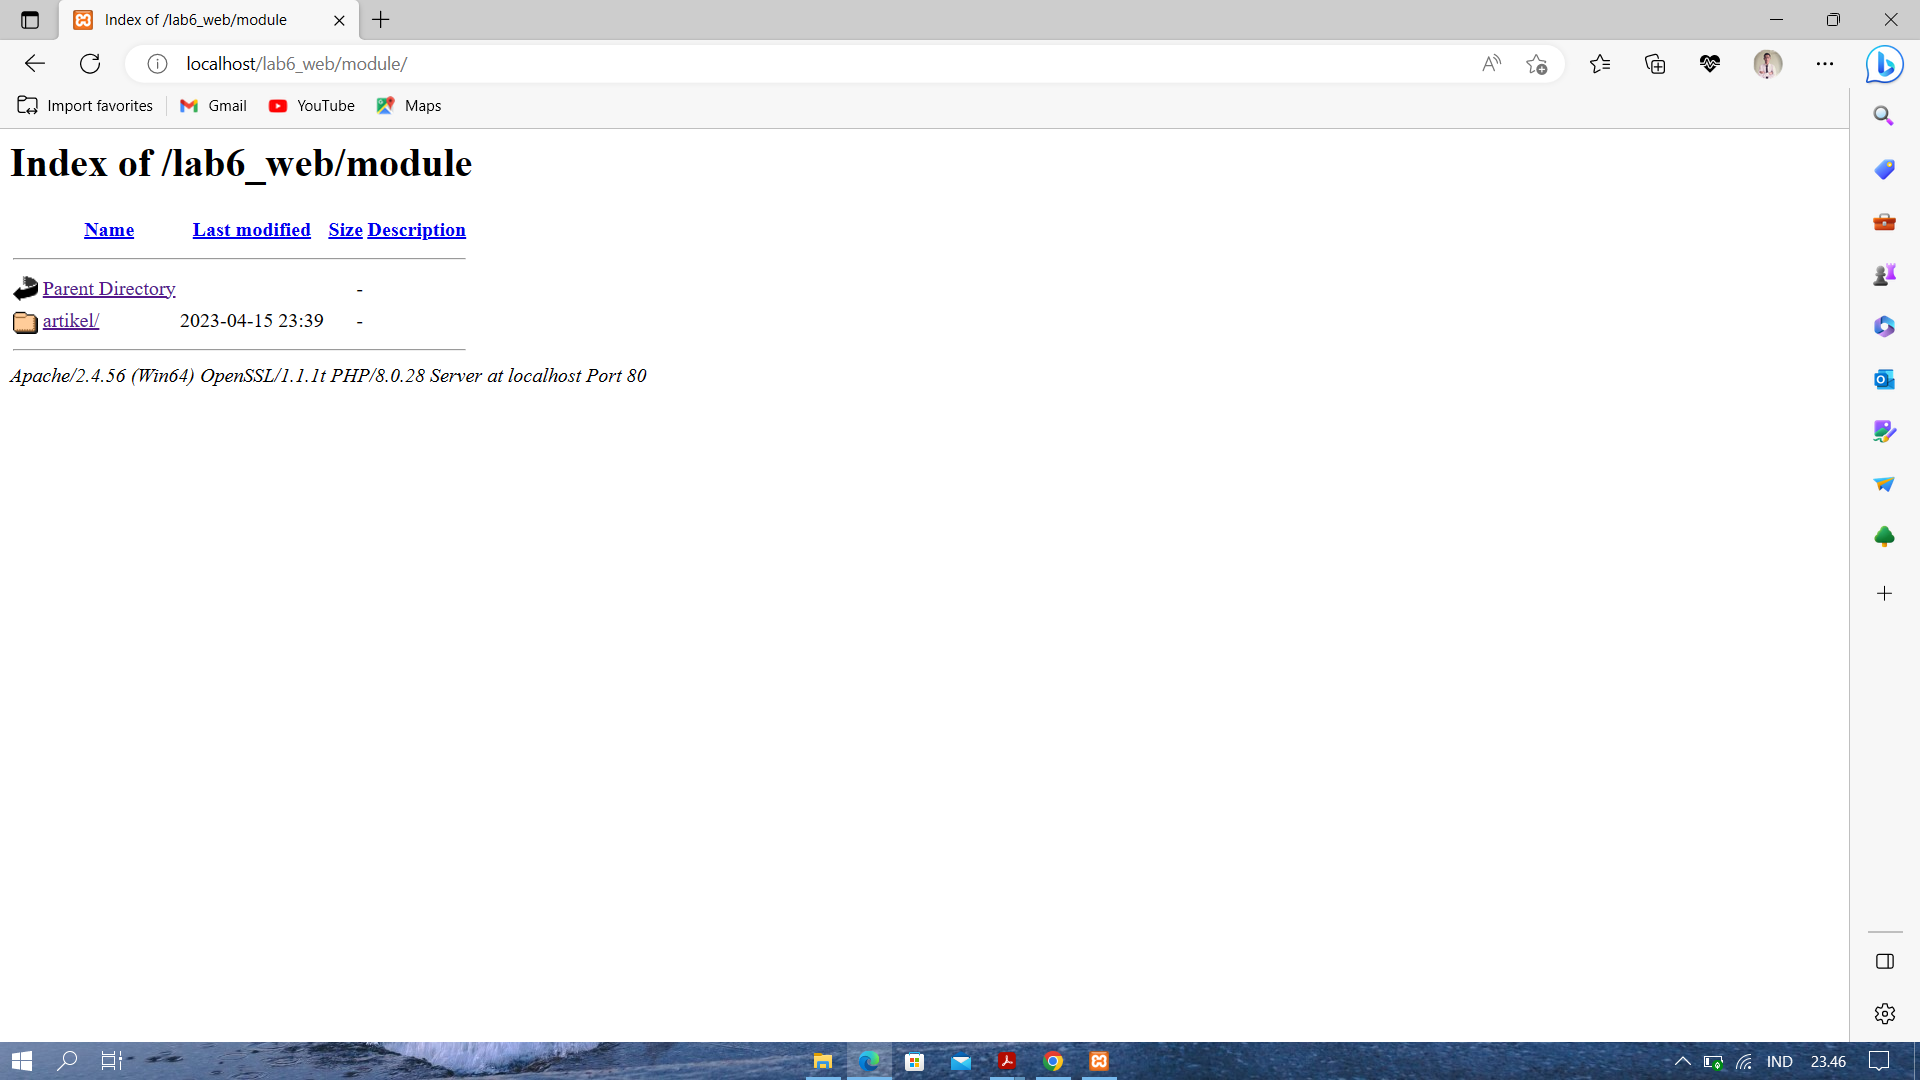 Index of /lab6_web/module
localhost/lab6_web/module/
Import favorites Gmail YouTube Maps
Index of /lab6_web/module
Name Last modified Size Description
Parent Directory -
artikel/ 2023-04-15 23:39 -
Apache/2.4.56 (Win64) OpenSSL/1.1.1t PHP/8.0.28 Server at localhost Port 80
IND 23.46